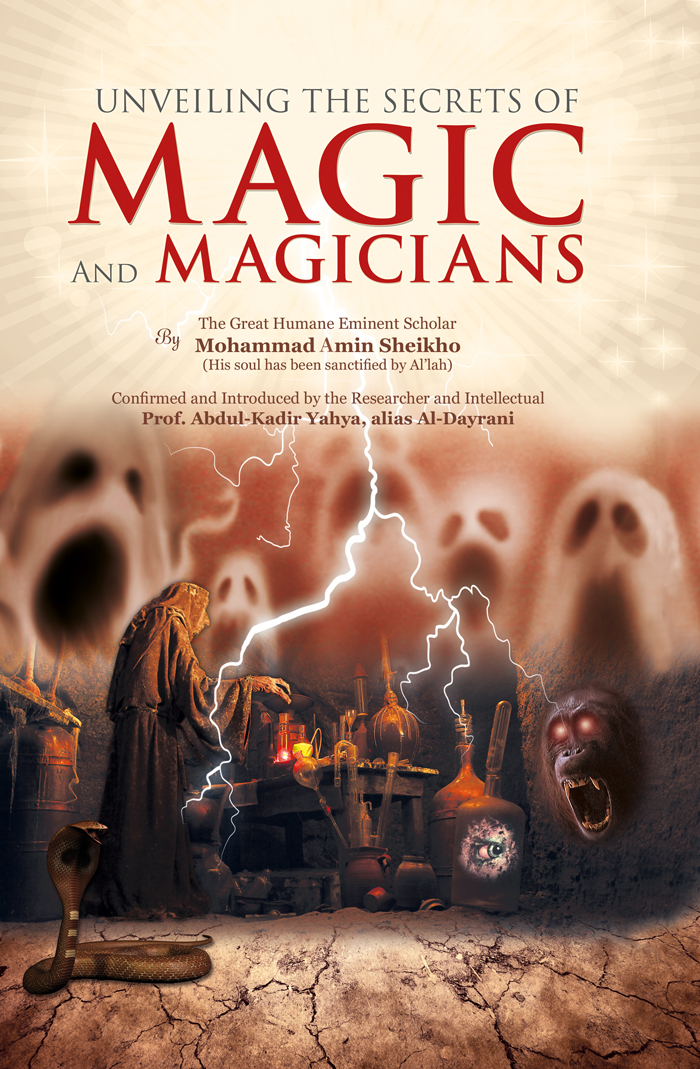 UNVEILING THE SECRETS OF
MAGIC
AND MAGICIANS
By The Great Humane Eminent Scholar
Mohammad Amin Sheikho
(His soul has been sanctified by Al'lah)
Confirmed and Introduced by the Researcher and Intellectual
Prof. Abdul-Kadir Yahya, alias Al-Dayrani